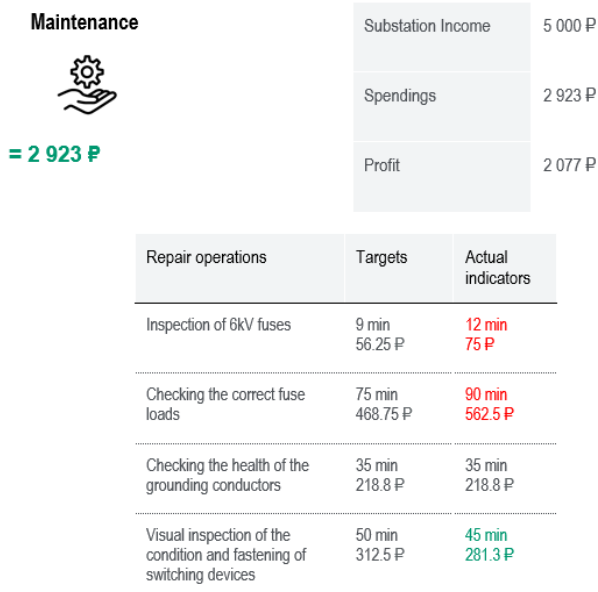 Maintenance
= 2 923 ₽
Substation Income 5 000 ₽
Spendings 2 923 ₽
Profit 2 077 ₽
Repair operations Targets Actual
indicators
Inspection of 6kV fuses 9 min 12 min
56.25 ₽ 75 ₽
Checking the correct fuse 75 min 90 min
loads 468.75 ₽ 562.5 ₽
Checking the health of the 35 min 35 min
grounding conductors 218.8 ₽ 218.8 ₽
Visual inspection of the 50 min 45 min
condition and fastening of 312.5 ₽ 281.3 ₽
switching devices